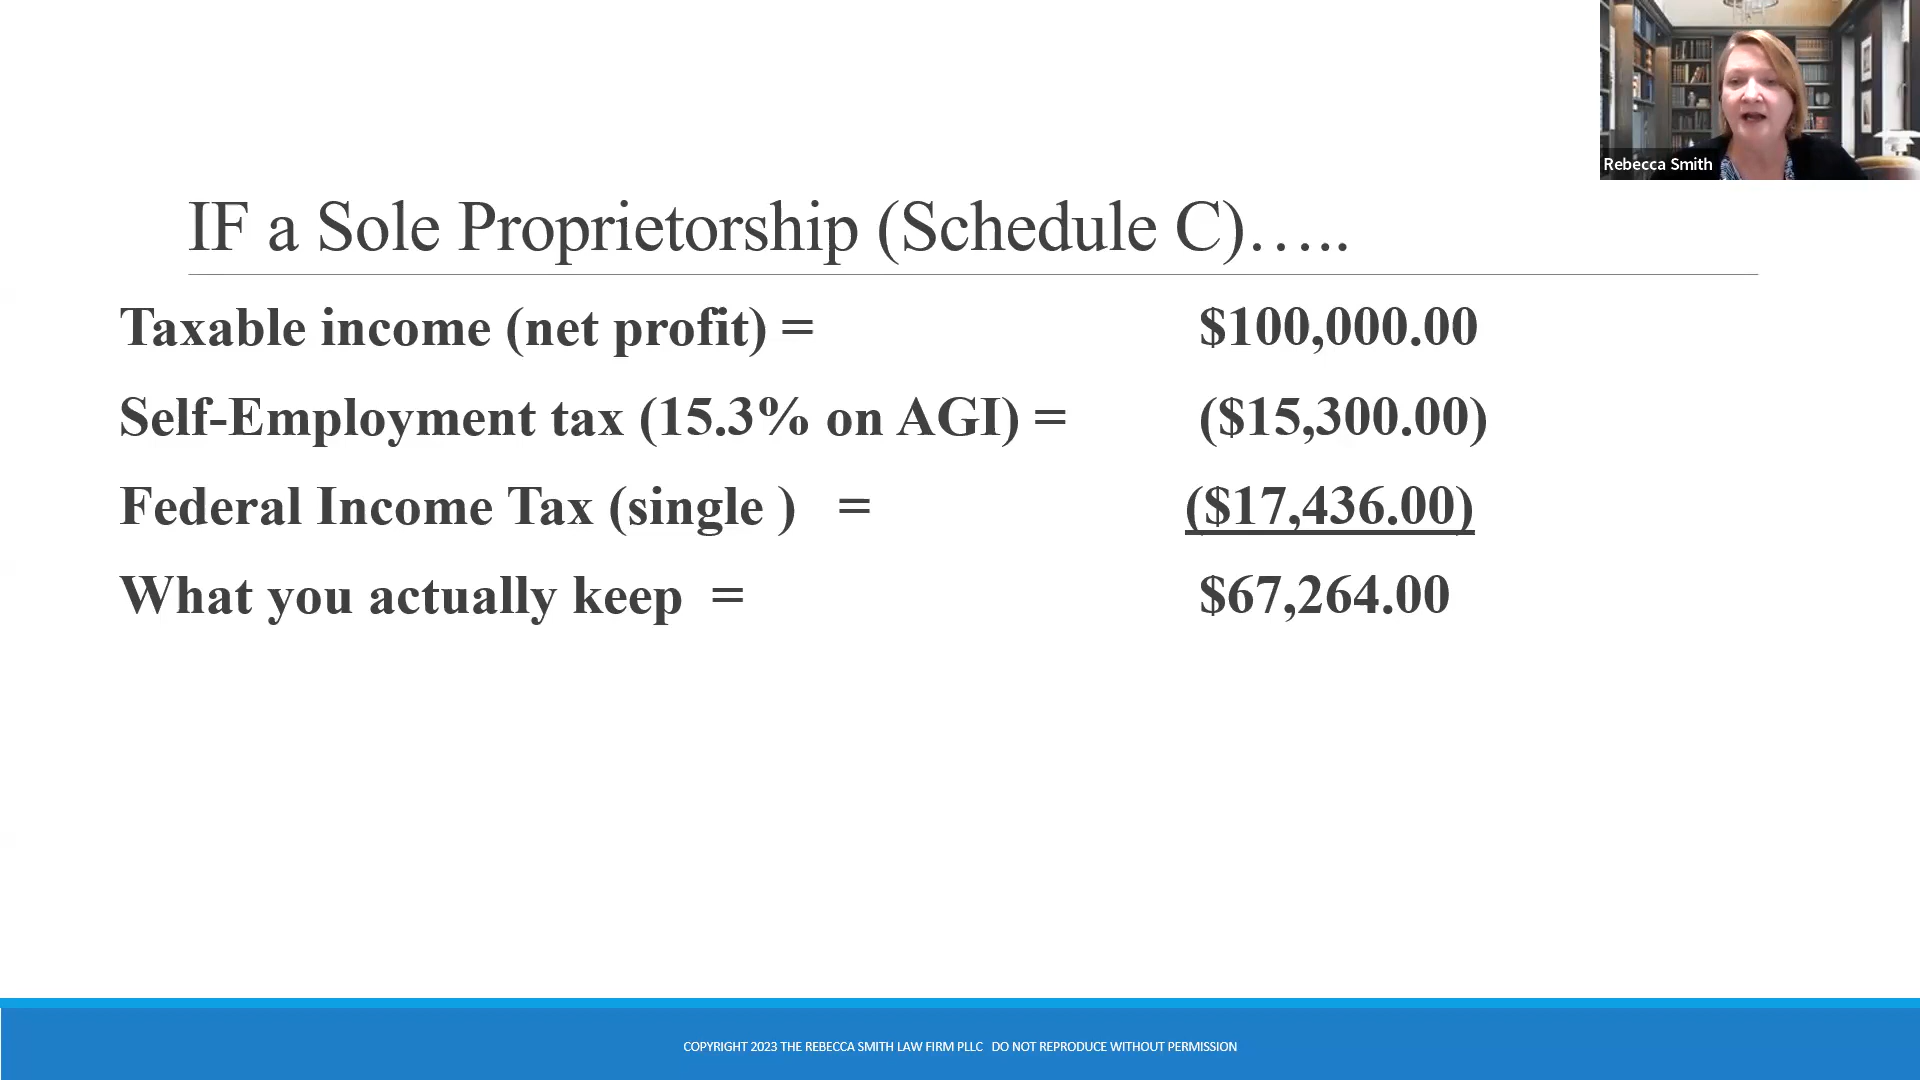 Rebecca Smith
IF a Sole Proprietorship (Schedule C)…..
Taxable income (net profit) = $100,000.00
Self-Employment tax (15.3% on AGI) = ($15,300.00)
Federal Income Tax (single ) = ($17,436.00)
What you actually keep = $67,264.00
COPYRIGHT 2023 THE REBECCA SMITH LAW FIRM PLLC DO NOT REPRODUCE WITHOUT PERMISSION